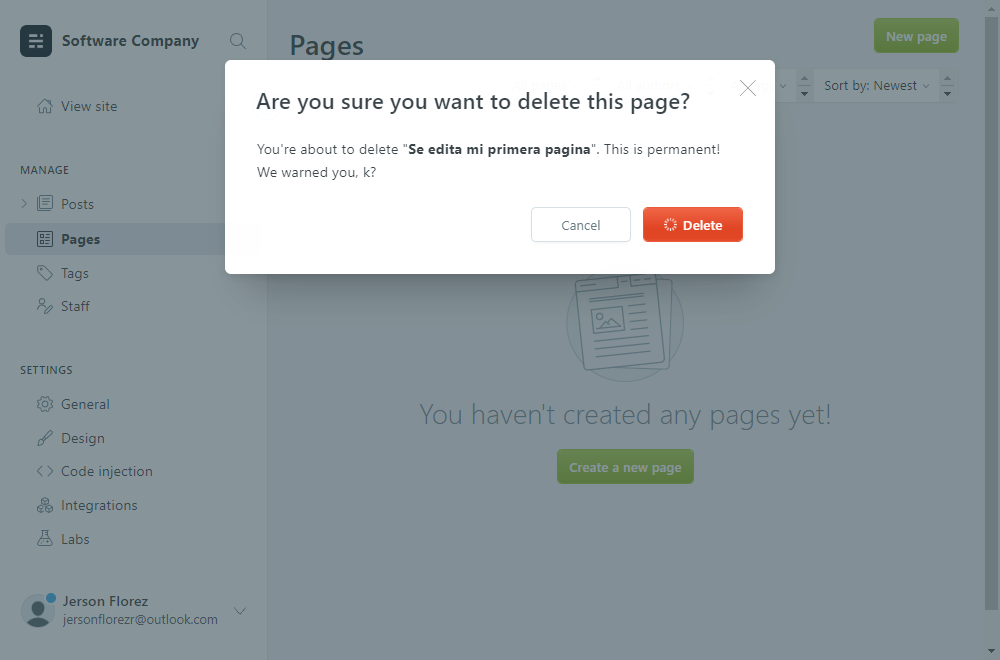 Software Company
Pages
New page
View site
Sort by: Newest
MANAGE
Posts
Pages
Tags
Staff
SETTINGS
General
Design
Code injection
Integrations
Labs
Jerson Florez
jersonflorezr@outlook.com
Are you sure you want to delete this page?
You're about to delete "Se edita mi primera pagina". This is permanent!
We warned you, k?
Cancel
Delete
You haven't created any pages yet!
Create a new page